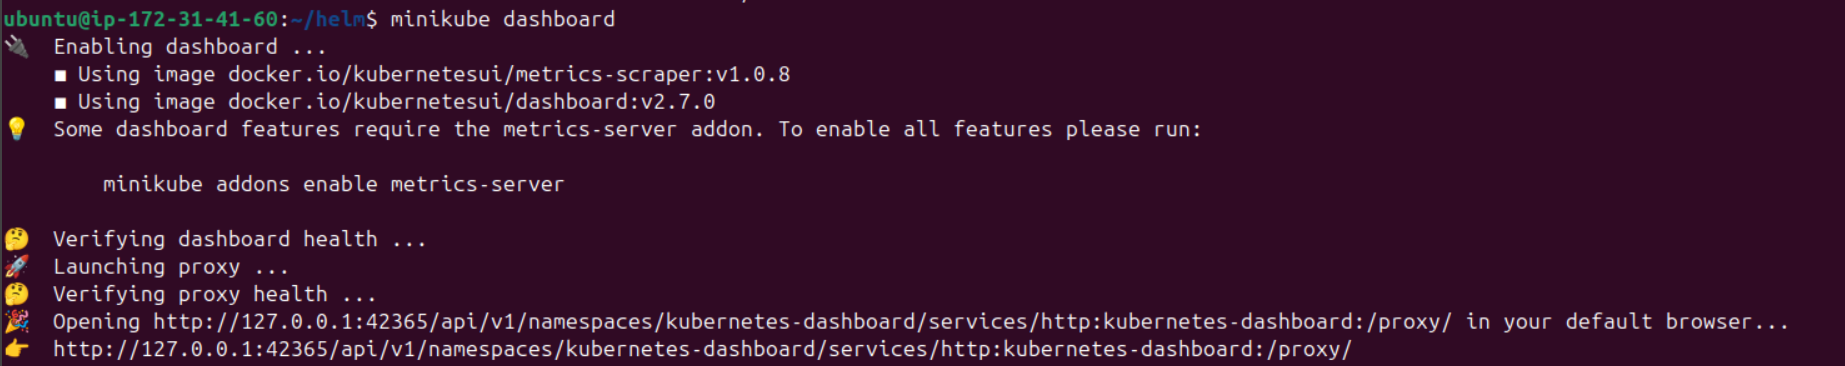 ubuntu@ip-172-31-41-60:~/helm$ minikube dashboard
🔌  Enabling dashboard ...
    ▪ Using image docker.io/kubernetesui/metrics-scraper:v1.0.8
    ▪ Using image docker.io/kubernetesui/dashboard:v2.7.0
💡  Some dashboard features require the metrics-server addon. To enable all features please run:
        minikube addons enable metrics-server
🤔  Verifying dashboard health ...
🚀  Launching proxy ...
🤔  Verifying proxy health ...
🎉  Opening http://127.0.0.1:42365/api/v1/namespaces/kubernetes-dashboard/services/http:kubernetes-dashboard:/proxy/ in your default browser...
👉  http://127.0.0.1:42365/api/v1/namespaces/kubernetes-dashboard/services/http:kubernetes-dashboard:/proxy/